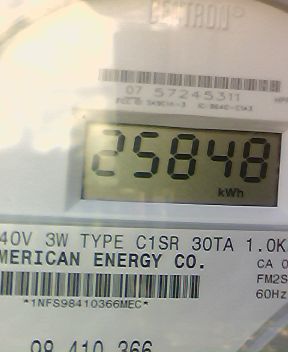 CENTRON®
07 57245311
25848
kWh
40V 3W TYPE C1SR 30TA 1.0K
MERICAN ENERGY CO.
CA 0
FM2S
60Hz
*1NFS98410366MEC*
98 410 366